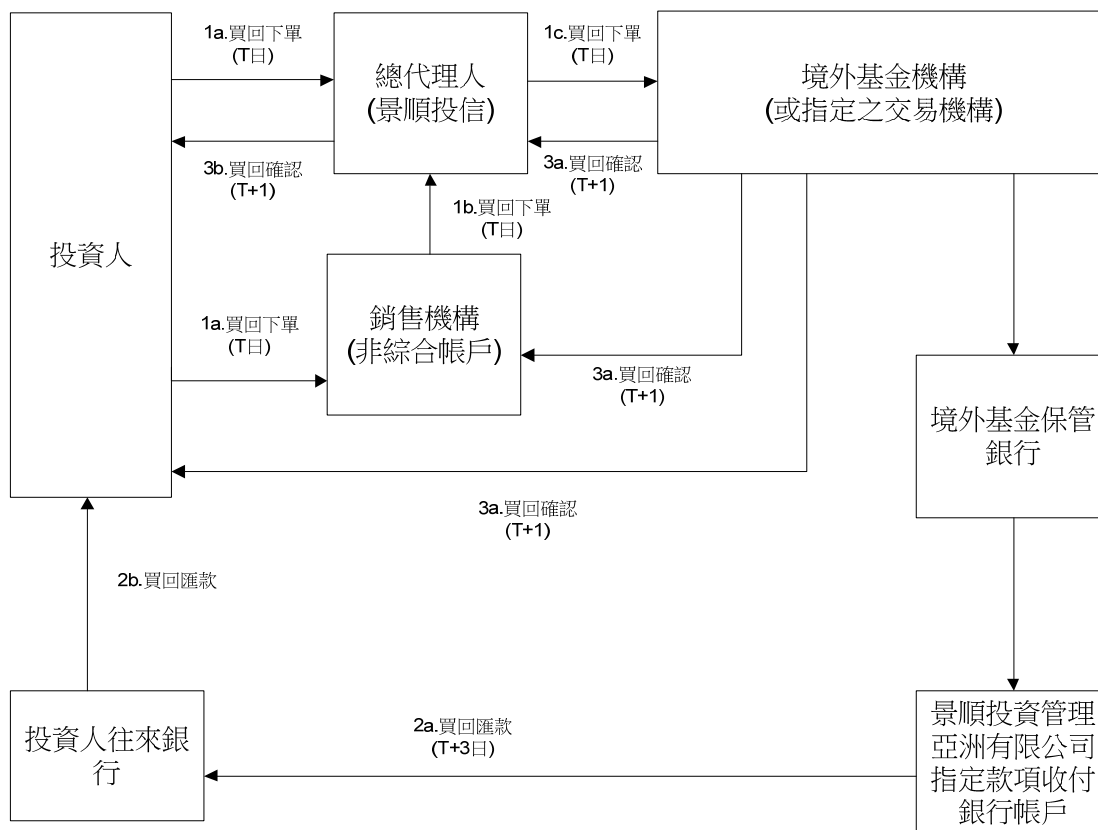 1a.買回下單
(T日)
1c.買回下單
(T日)
總代理人
(景順投信)
境外基金機構
(或指定之交易機構)
3b.買回確認
(T+1)
3a.買回確認
(T+1)
1b.買回下單
(T日)
投資人
銷售機構
(非綜合帳戶)
1a.買回下單
(T日)
3a.買回確認
(T+1)
境外基金保管
銀行
3a.買回確認
(T+1)
2b.買回匯款
投資人往來銀
行
2a.買回匯款
(T+3日)
景順投資管理
亞洲有限公司
指定款項收付
銀行帳戶